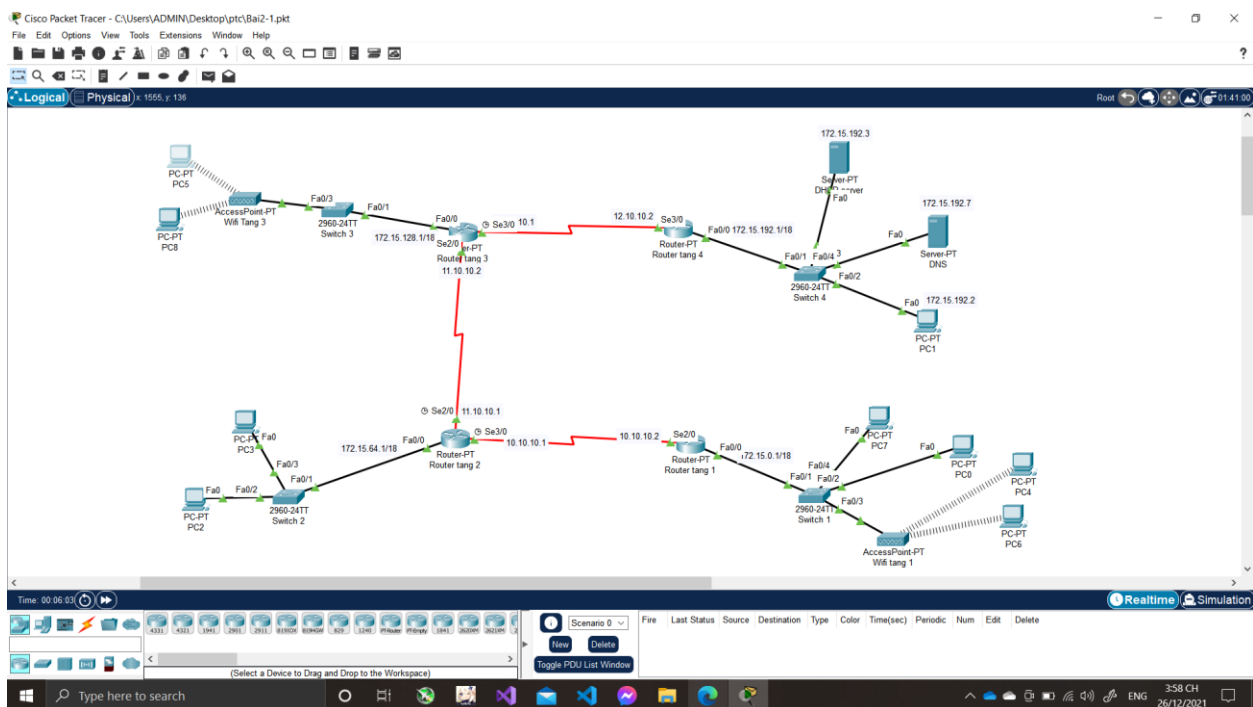 Cisco Packet Tracer - C:\Users\ADMIN\Desktop\ptc\Bai2-1.pkt
File Edit Options View Tools Extensions Window Help
?
Logical Physical x: 1555, y: 136
Root 01:41:00
172.15.192.3
PC-PT
PC5
Server-PT
Fa0
172.15.192.7
PC-PT
PC8
AccessPoint-PT
Wifi Tang 3
Fa0/3
2960-24TT
Switch 3
Fa0/1
Fa0/0
172.15.128.1/18
Se3/0 10.1
Se2/0
Router tang 3
11.10.10.2
12.10.10.2 Se3/0
Router-PT
Router tang 4
Fa0/0 172.15.192.1/18
Fa0/1 Fa0/4 3
Fa0
Server-PT
DNS
Fa0/2
2960-24TT
Switch 4
Fa0 172.15.192.2
PC-PT
PC1
Se2/0 11.10.10.1
Se3/0
10.10.10.1
Fa0/0
172.15.64.1/18
Router-PT
Router tang 2
PC3
Fa0
Fa0/3
Fa0/1
Fa0 Fa0/2
PC-PT
PC2
2960-24TT
Switch 2
10.10.10.2 Se2/0
Router-PT
Router tang 1
Fa0/0
72.15.0.1/18
Fa0/1 Fa0/2
Fa0/4
Fa0/3
2960-24TT
Switch 1
Fa0
PC-PT
PC7
Fa0
PC-PT
PC0
PC-PT
PC4
PC-PT
PC6
AccessPoint-PT
Wifi tang 1
Time: 00:06:03
Realtime Simulation
4331 4321 1941 2901 2911 819IOX 819HGW 829 1240 PT-Router PT-Empty 1841 2620XM 2621XM
(Select a Device to Drag and Drop to the Workspace)
Scenario 0
New Delete
Toggle PDU List Window
Fire Last Status Source Destination Type Color Time(sec) Periodic Num Edit Delete
Type here to search
ENG
3:58 CH
26/12/2021